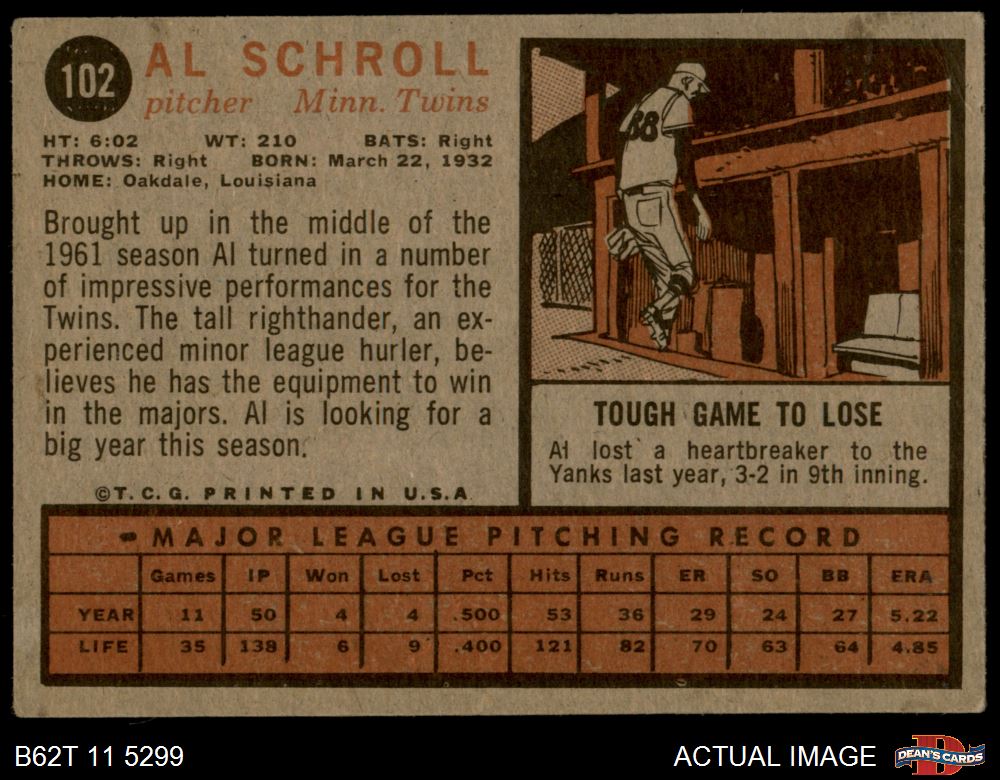 102
AL SCHROLL
pitcher Minn. Twins
HT: 6:02 WT: 210 BATS: Right
THROWS: Right BORN: March 22, 1932
HOME: Oakdale, Louisiana
Brought up in the middle of the
1961 season Al turned in a number
of impressive performances for the
Twins. The tall righthander, an ex-
perienced minor league hurler, be-
lieves he has the equipment to win
in the majors. Al is looking for a
big year this season.
©T.C.G. PRINTED IN U.S.A.
68
TOUGH GAME TO LOSE
Al lost a heartbreaker to the
Yanks last year, 3-2 in 9th inning.
MAJOR LEAGUE PITCHING RECORD
Games IP Won Lost Pct Hits Runs ER SO BB ERA
YEAR 11 50 4 4 .500 53 36 29 24 27 5.22
LIFE 35 138 6 9 .400 121 82 70 63 64 4.85
B62T 11 5299
ACTUAL IMAGE
D
DEAN'S CARDS